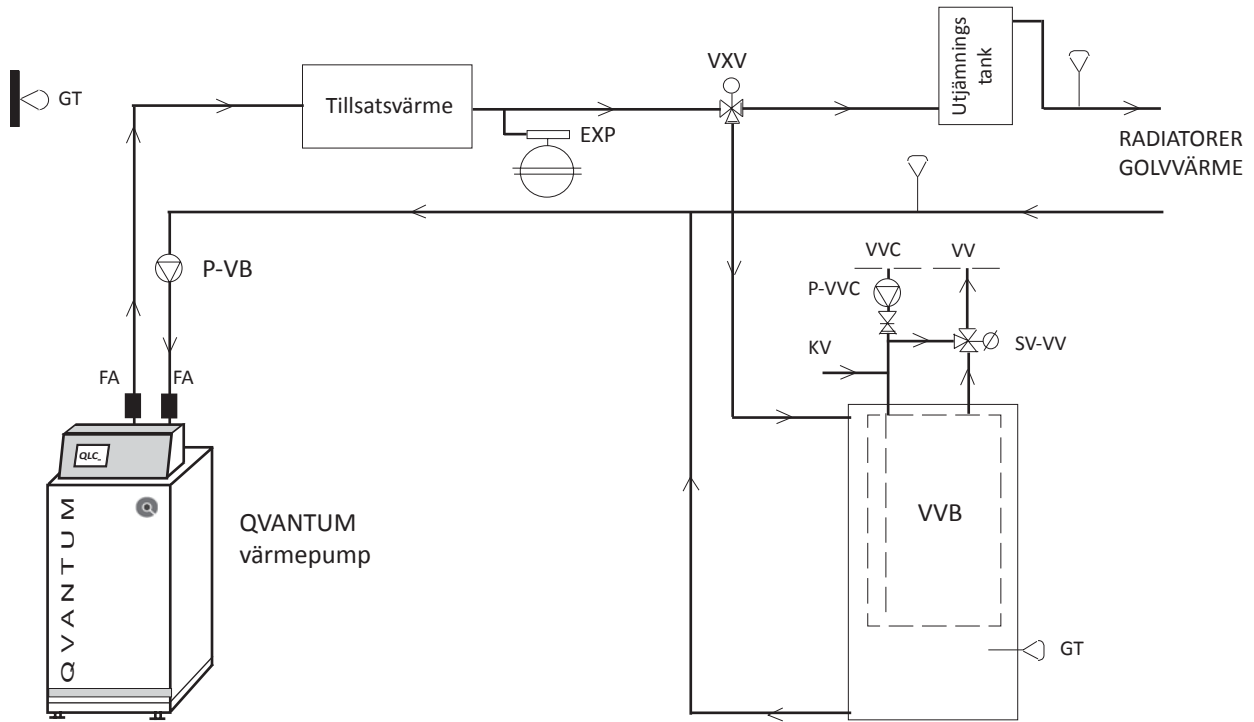 Utjämnings
tank
VXV
GT
Tillsatsvärme
EXP
RADIATORER
GOLVVÄRME
P-VB
VVC
VV
P-VVC
KV
SV-VV
FA
FA
QLC_
QVANTUM
QVANTUM
värmepump
VVB
GT